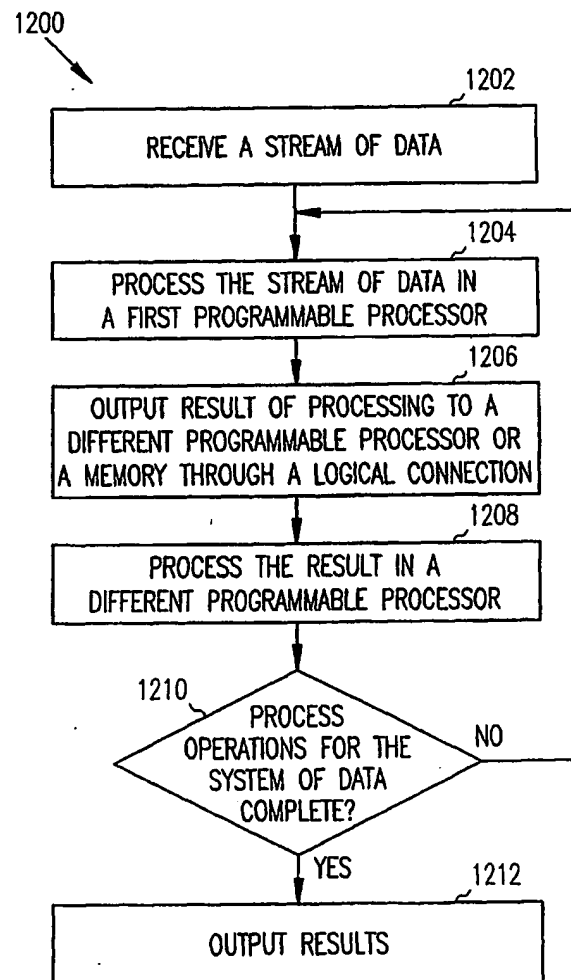 1200
1202
RECEIVE A STREAM OF DATA
1204
PROCESS THE STREAM OF DATA IN
A FIRST PROGRAMMABLE PROCESSOR
1206
OUTPUT RESULT OF PROCESSING TO A
DIFFERENT PROGRAMMABLE PROCESSOR OR
A MEMORY THROUGH A LOGICAL CONNECTION
1208
PROCESS THE RESULT IN A
DIFFERENT PROGRAMMABLE PROCESSOR
1210
PROCESS
OPERATIONS FOR THE
SYSTEM OF DATA
COMPLETE?
NO
YES
1212
OUTPUT RESULTS